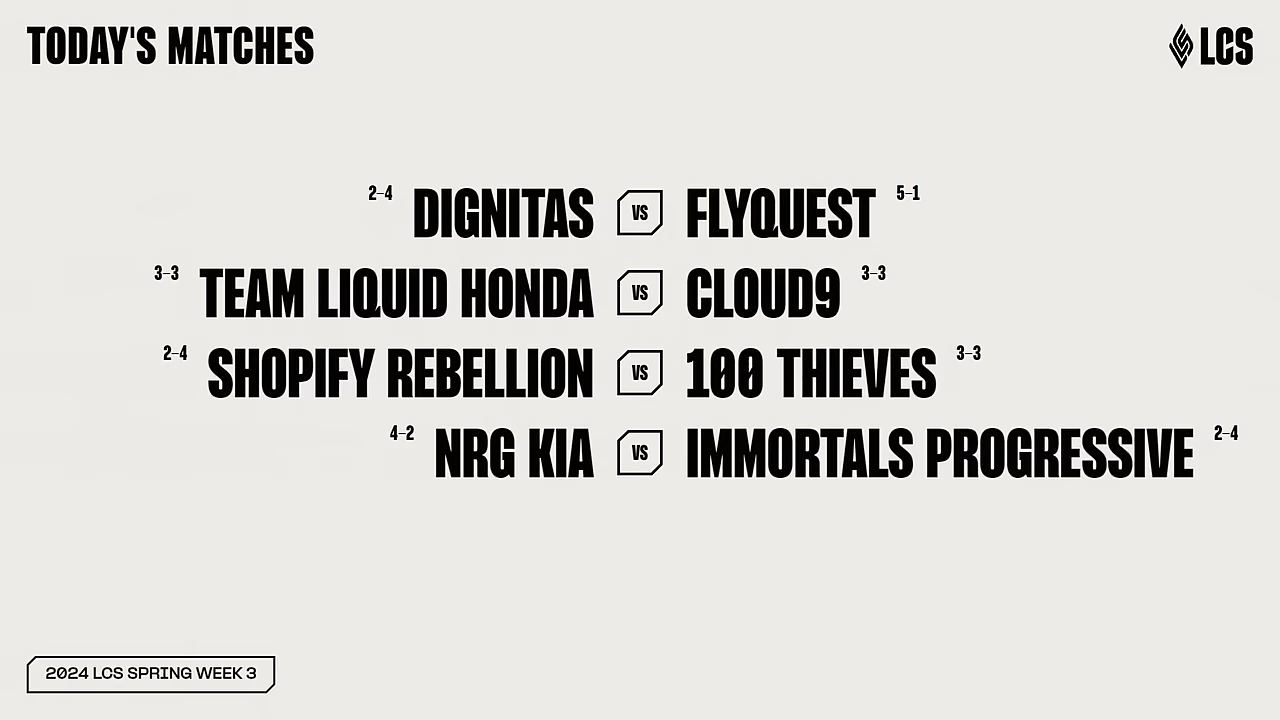 TODAY'S MATCHES
LCS
2–4 DIGNITAS VS FLYQUEST 5–1
3–3 TEAM LIQUID HONDA VS CLOUD9 3–3
2–4 SHOPIFY REBELLION VS 100 THIEVES 3–3
4–2 NRG KIA VS IMMORTALS PROGRESSIVE 2–4
2024 LCS SPRING WEEK 3